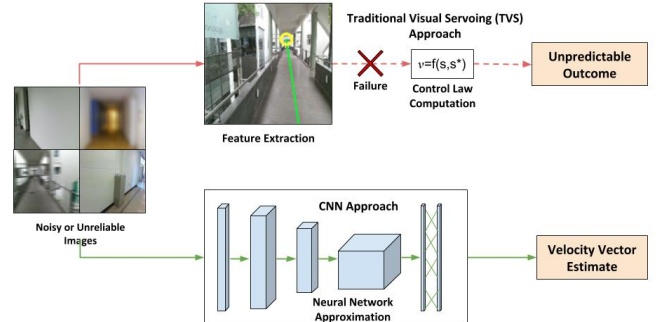 Traditional Visual Servoing (TVS)
Approach
v=f(s,s*)
Failure
Control Law
Computation
Unpredictable
Outcome
Feature Extraction
Noisy or Unreliable
Images
CNN Approach
Neural Network
Approximation
Velocity Vector
Estimate